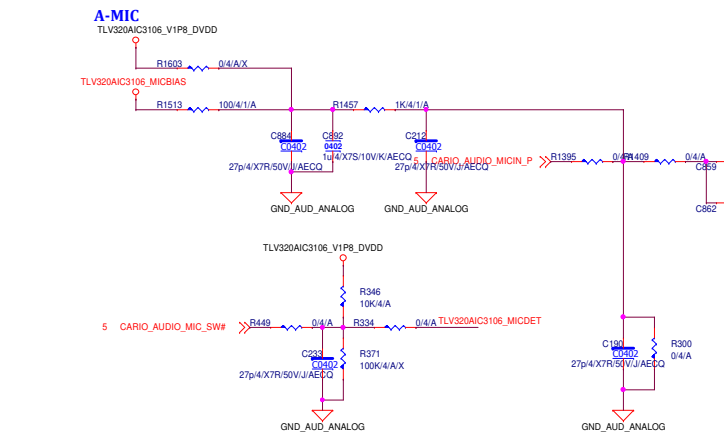 A-MIC
TLV320AIC3106_V1P8_DVDD
R1603 0/4/A/X
TLV320AIC3106_MICBIAS
R1513 100/4/1/A R1457 1K/4/1/A
C884 C892 C212
C0402 0402 C0402
1u/4/X7S/10V/K/AECQ 5 CARIO_AUDIO_MICIN_P R1395 0/4/A R1409 0/4/A
27p/4/X7R/50V/J/AECQ 27p/4/X7R/50V/J/AECQ C859
GND_AUD_ANALOG GND_AUD_ANALOG C862
TLV320AIC3106_V1P8_DVDD
R346
10K/4/A
5 CARIO_AUDIO_MIC_SW# R449 0/4/A R334 0/4/A TLV320AIC3106_MICDET
C190 R300
C233 R371 C0402 0/4/A
C0402 100K/4/A/X 27p/4/X7R/50V/J/AECQ
27p/4/X7R/50V/J/AECQ
GND_AUD_ANALOG GND_AUD_ANALOG